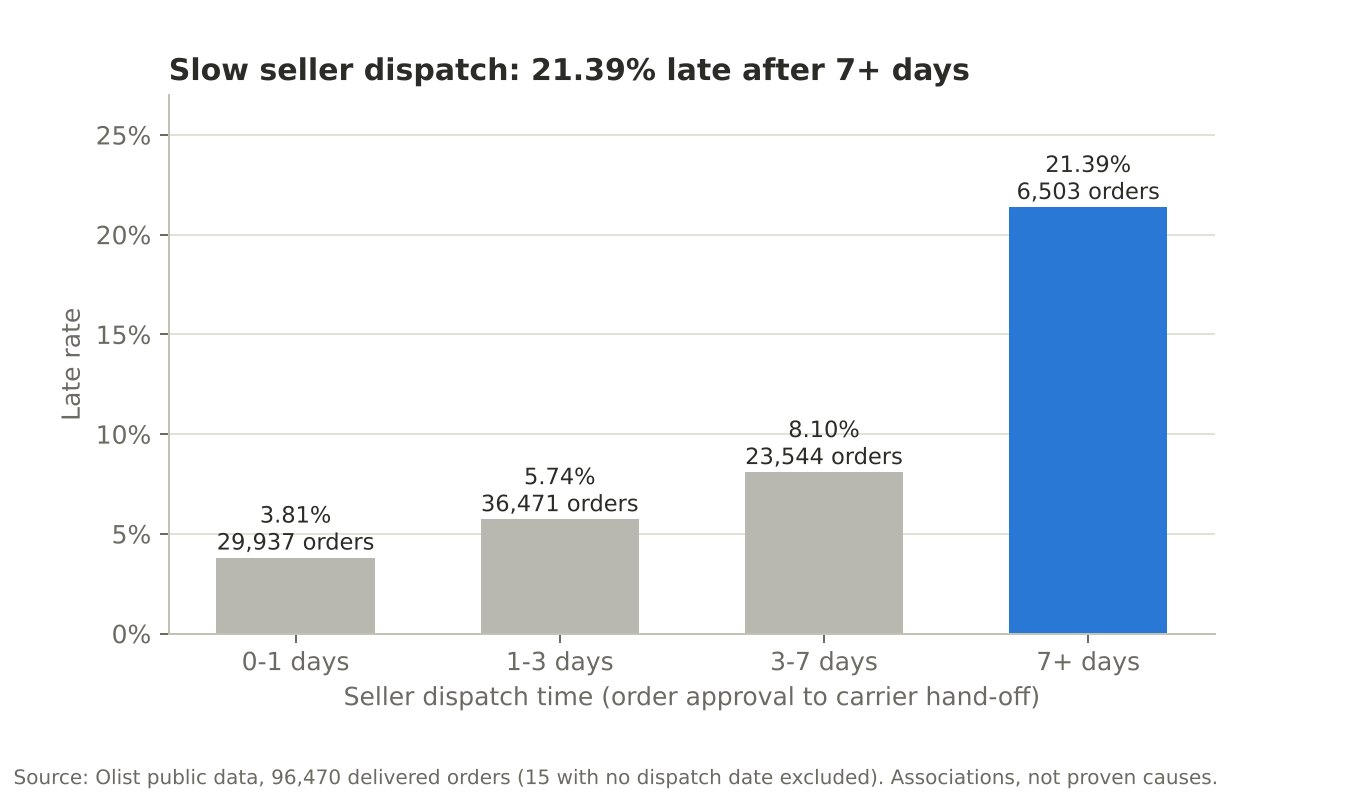 Slow seller dispatch: 21.39% late after 7+ days
25%
20%
15%
10%
5%
0%
Late rate
3.81%
29,937 orders
5.74%
36,471 orders
8.10%
23,544 orders
21.39%
6,503 orders
0-1 days
1-3 days
3-7 days
7+ days
Seller dispatch time (order approval to carrier hand-off)
Source: Olist public data, 96,470 delivered orders (15 with no dispatch date excluded). Associations, not proven causes.